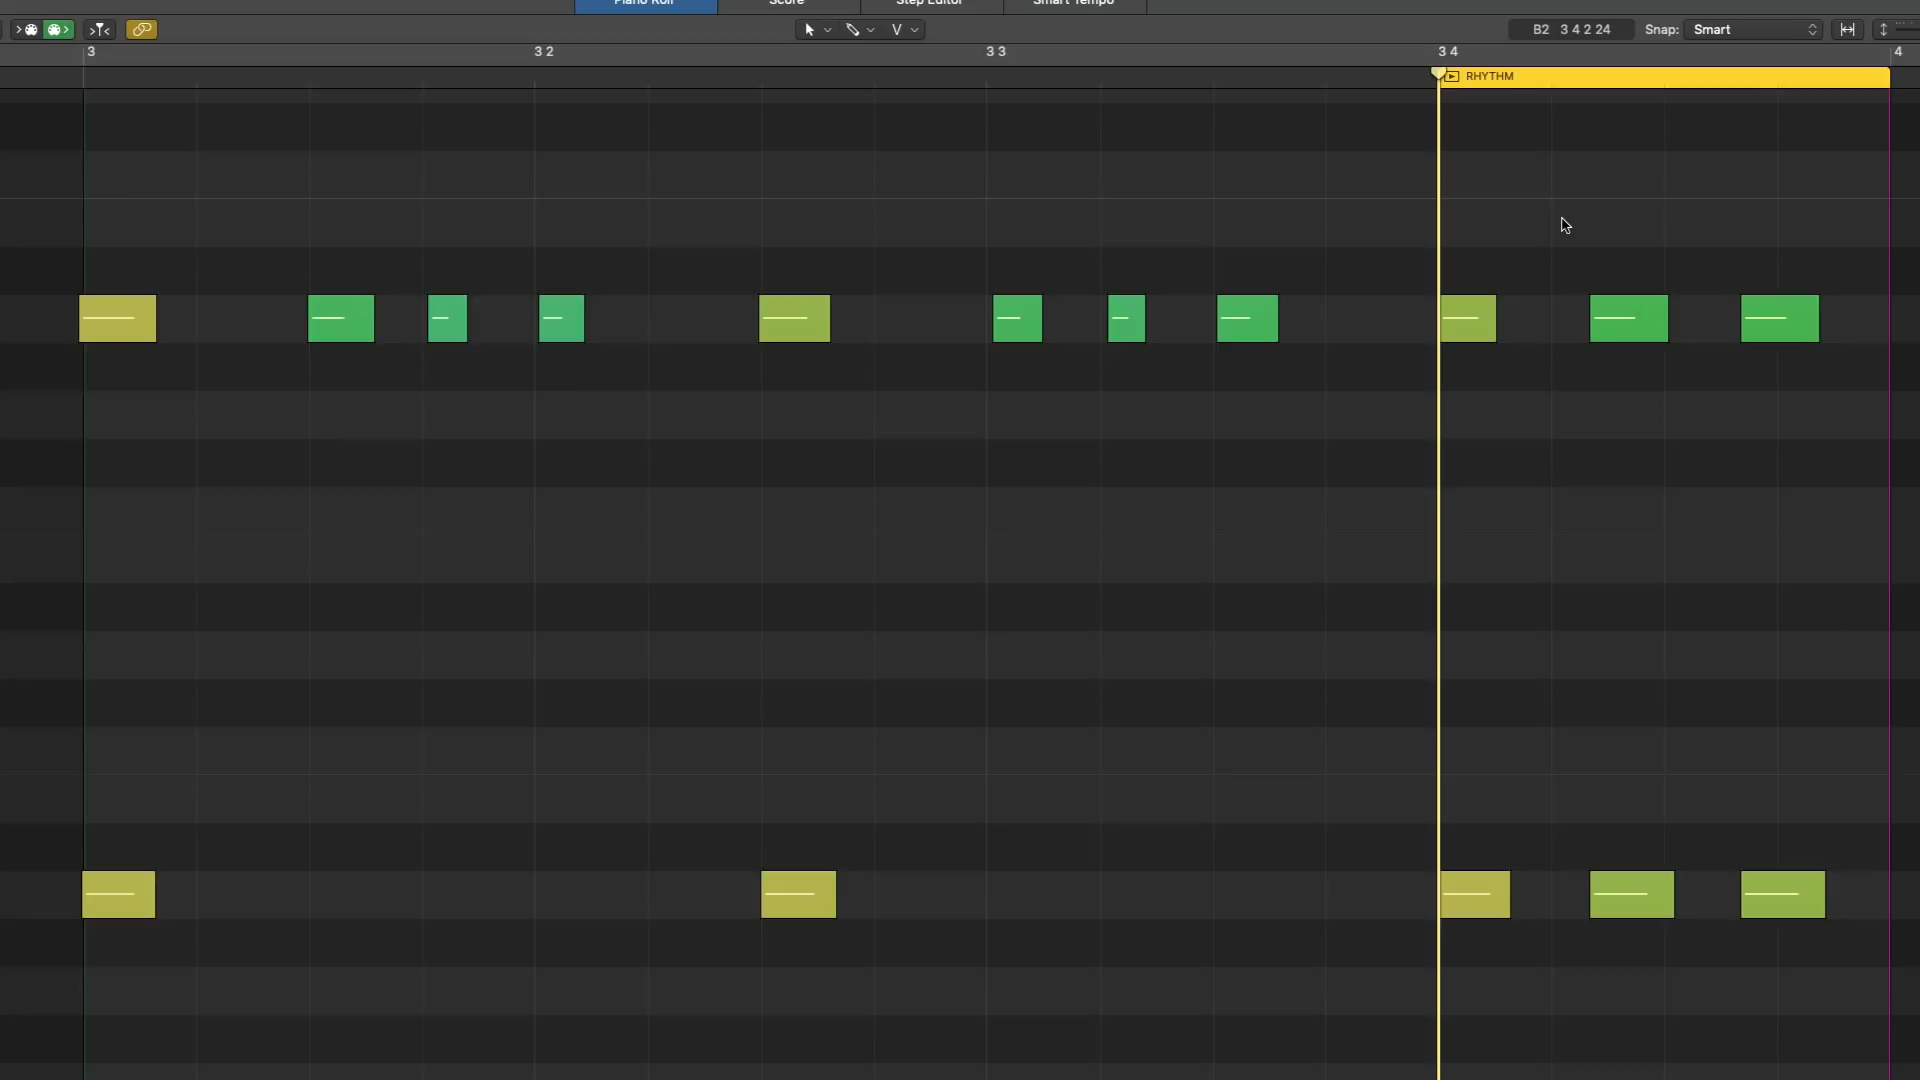 Piano Roll Score Step Editor Smart Tempo
V B2 3 4 2 24 Snap: Smart
3 3 2 3 3 3 4 4
RHYTHM